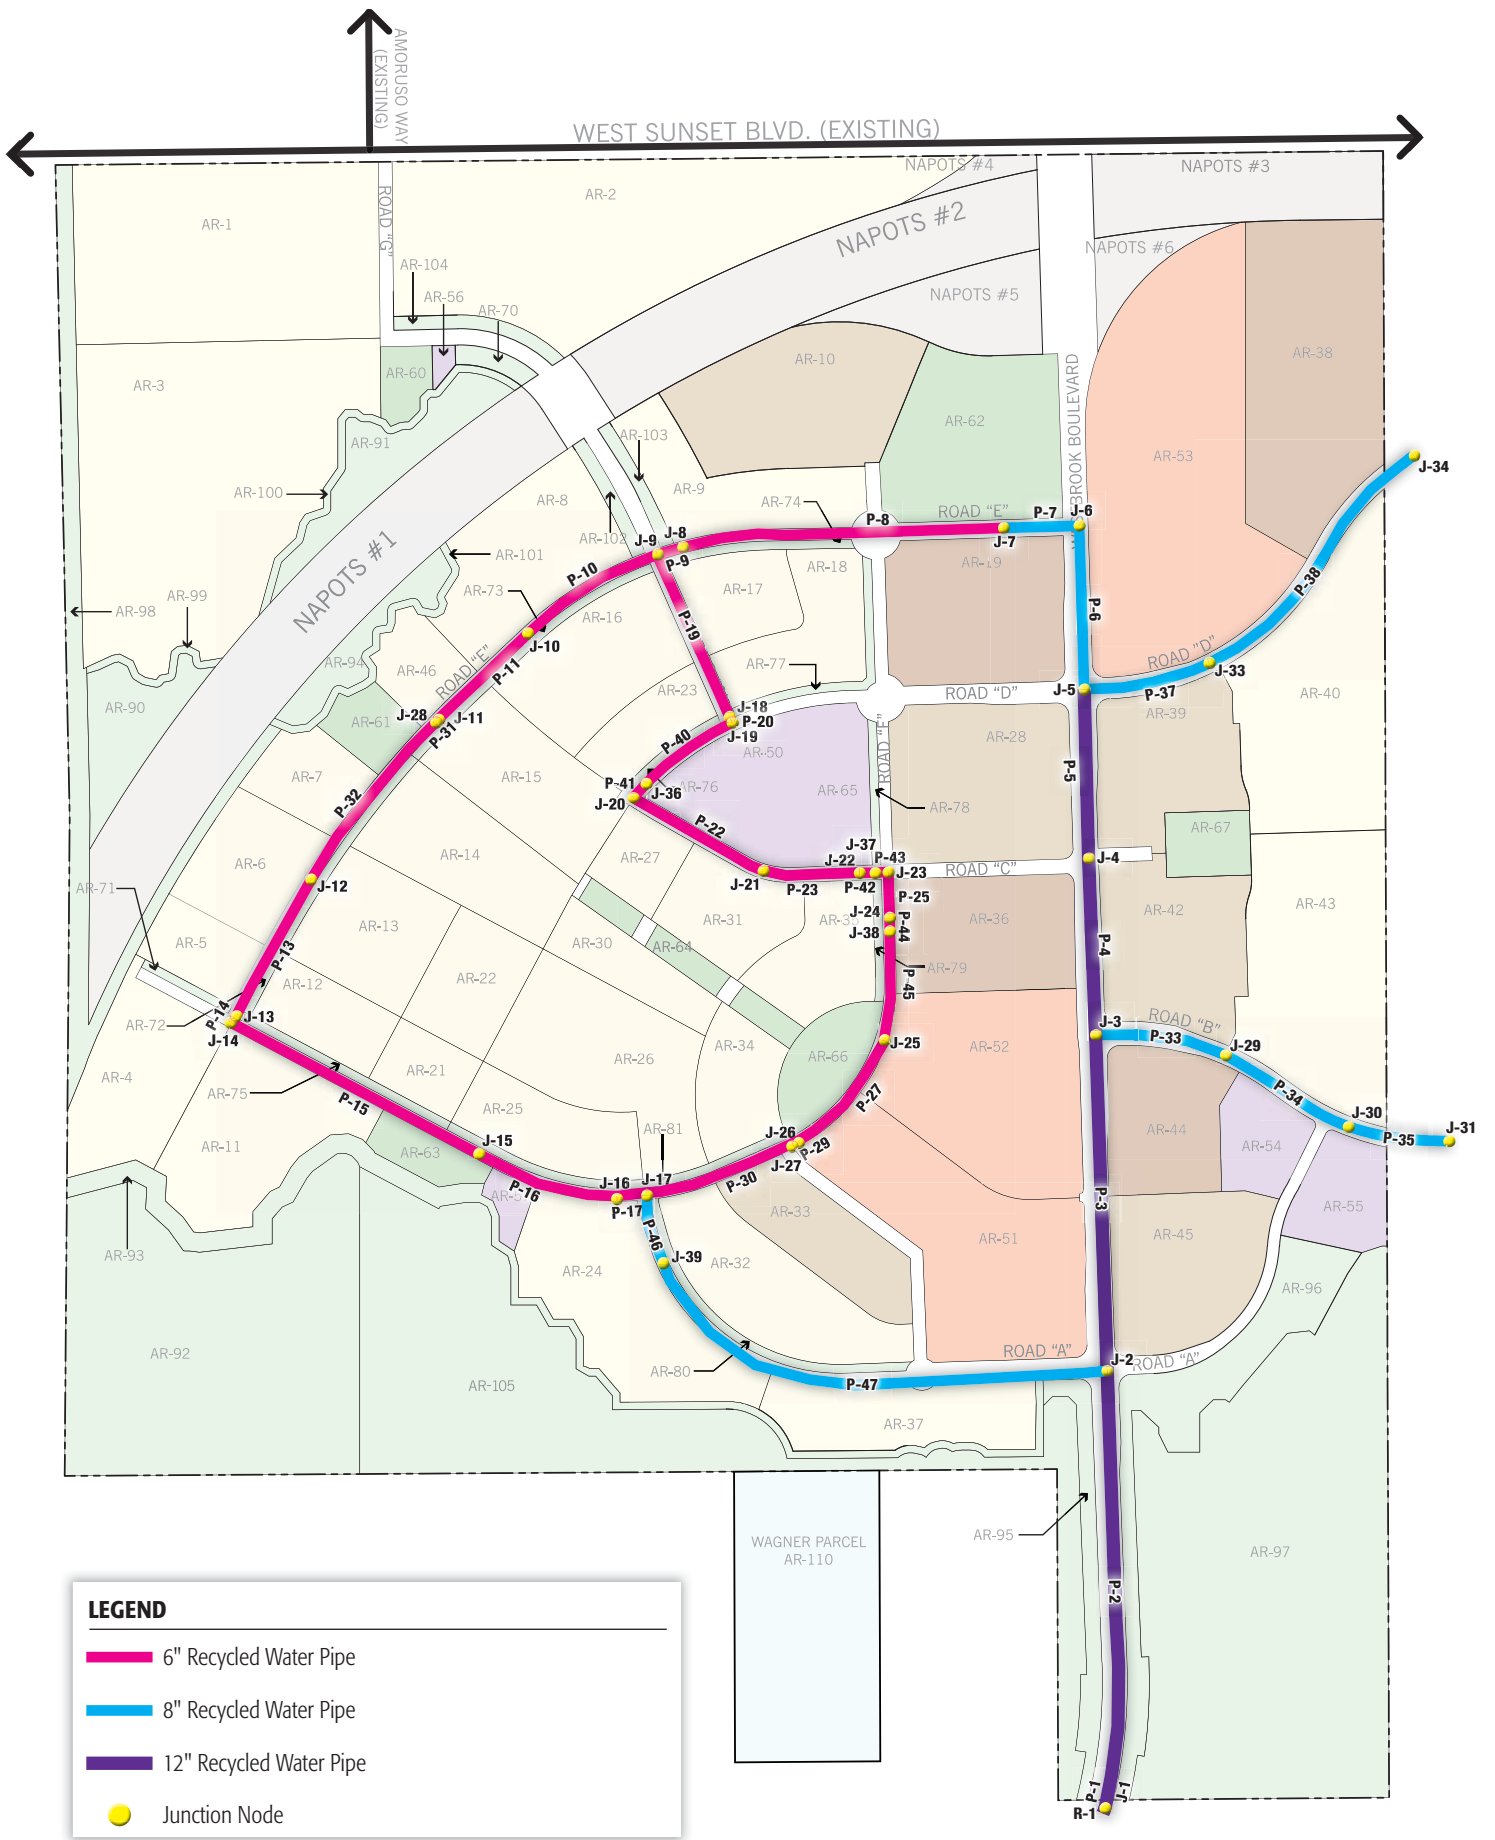 AMORUSO WAY
(EXISTING)
WEST SUNSET BLVD. (EXISTING)
NAPOTS #4
NAPOTS #3
AR-2
ROAD "G"
AR-1
NAPOTS #2
NAPOTS #6
AR-104
AR-56
AR-70
NAPOTS #5
AR-10
AR-38
AR-60
AR-3
BROOK BOULEVARD
AR-62
AR-103
AR-91
AR-53
J-34
AR-9
AR-100
AR-8
AR-74
ROAD "E"
P-7
J-6
P-8
J-9
J-8
AR-102
J-7
AR-101
P-9
NAPOTS #1
P-10
AR-18
AR-19
AR-73
AR-17
P-38
AR-99
AR-98
AR-16
P-6
P-19
J-10
ROAD "E"
P-11
AR-94
AR-46
AR-77
ROAD "D"
J-33
AR-23
ROAD "D"
J-5
P-37
AR-40
AR-90
AR-61
J-28
J-11
J-18
P-20
J-19
AR-39
P-31
P-40
AR-50
ROAD "F"
AR-28
AR-7
AR-15
P-5
P-41
AR-76
J-36
AR-65
J-20
P-32
AR-78
P-22
AR-67
AR-14
AR-27
J-37
J-22
P-43
J-4
AR-6
J-21
P-23
P-42
J-23
ROAD "C"
AR-71
J-12
P-25
AR-43
AR-13
AR-31
AR-35
J-24
P-44
AR-36
AR-42
J-38
AR-5
P-13
AR-30
AR-64
P-4
AR-79
AR-12
AR-22
P-45
AR-72
P-14
J-13
J-14
J-3
ROAD "B"
P-33
J-29
AR-34
AR-66
J-25
AR-52
AR-26
AR-4
AR-21
AR-75
P-15
P-27
P-34
AR-25
J-30
AR-11
AR-81
J-26
AR-44
J-31
P-35
J-15
AR-63
J-27
P-29
AR-54
P-16
J-16
J-17
P-30
P-3
P-17
AR-33
AR-55
P-46
AR-51
AR-45
AR-93
J-39
AR-32
AR-24
AR-96
AR-92
ROAD "A"
J-2
ROAD "A"
AR-80
P-47
AR-105
AR-37
AR-95
WAGNER PARCEL
AR-110
AR-97
P-2
P-1
J-1
R-1
LEGEND
6" Recycled Water Pipe
8" Recycled Water Pipe
12" Recycled Water Pipe
Junction Node